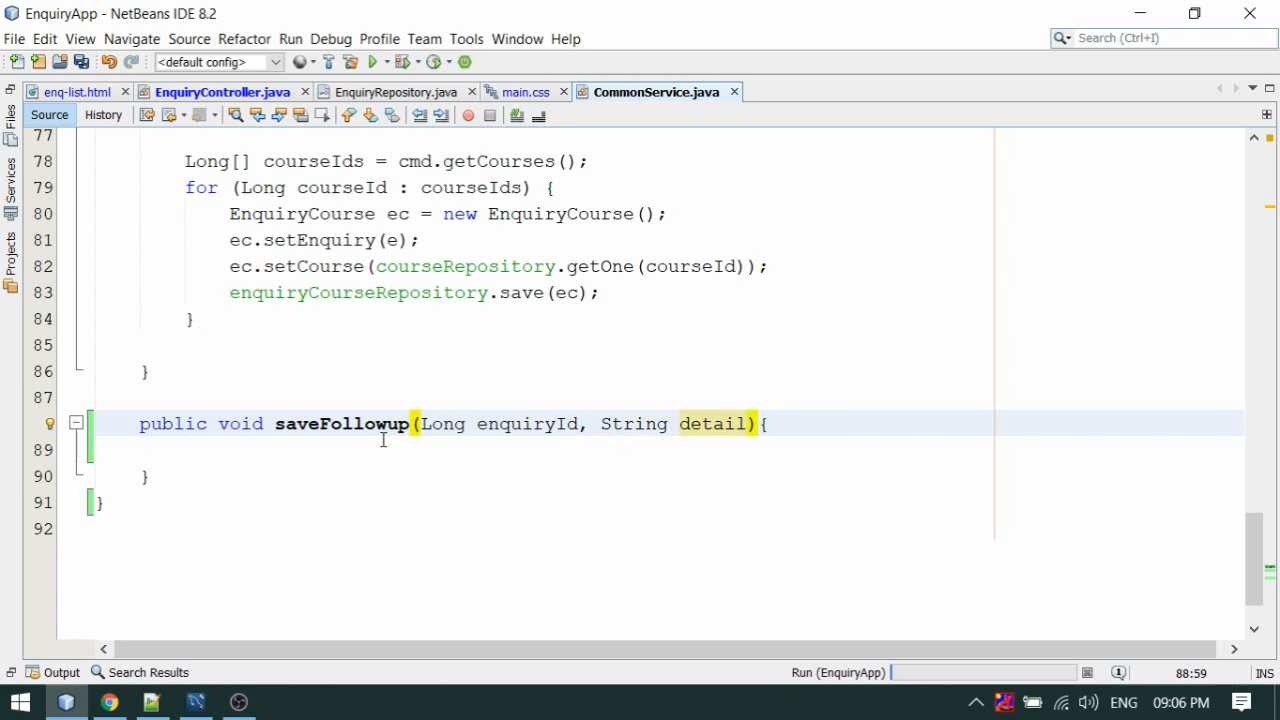 EnquiryApp - NetBeans IDE 8.2
File Edit View Navigate Source Refactor Run Debug Profile Team Tools Window Help
Search (Ctrl+I)
<default config>
enq-list.html EnquiryController.java EnquiryRepository.java main.css CommonService.java
Source History
Files
Services
Projects
77
78 Long[] courseIds = cmd.getCourses();
79 for (Long courseId : courseIds) {
80 EnquiryCourse ec = new EnquiryCourse();
81 ec.setEnquiry(e);
82 ec.setCourse(courseRepository.getOne(courseId));
83 enquiryCourseRepository.save(ec);
84 }
85
86 }
87
public void saveFollowup(Long enquiryId, String detail){
89
90 }
91 }
92
Output Search Results Run (EnquiryApp) 1 88:59 INS
ENG 09:06 PM